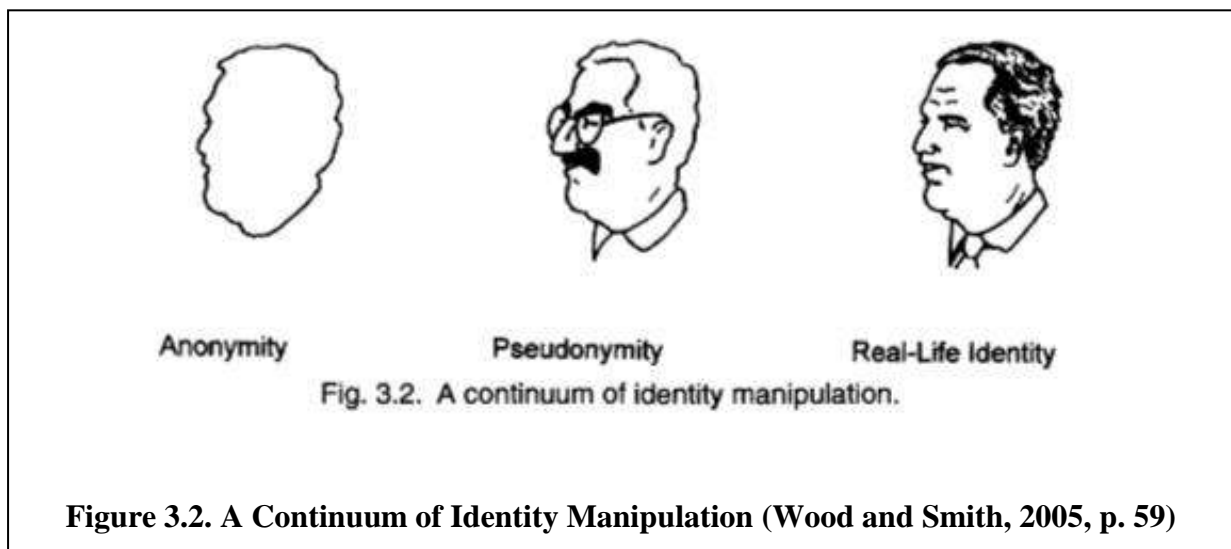 Anonymity Pseudonymity Real-Life Identity
Fig. 3.2. A continuum of identity manipulation.
Figure 3.2. A Continuum of Identity Manipulation (Wood and Smith, 2005, p. 59)